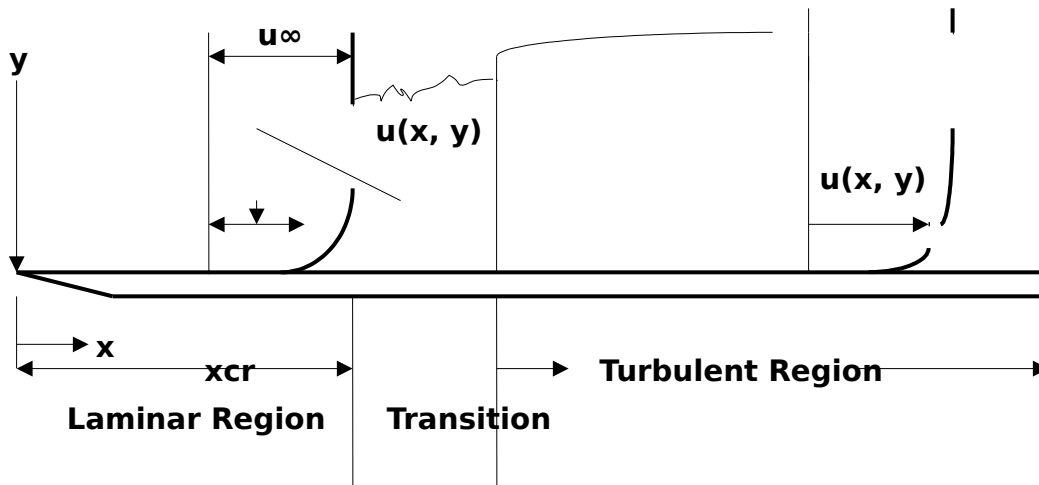 u∞
y
u(x, y)
u(x, y)
x
xcr
Turbulent Region
Laminar Region
Transition